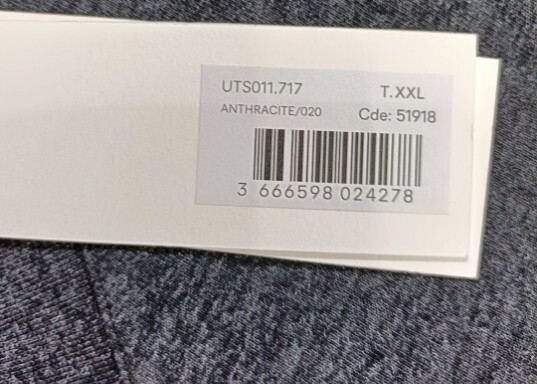 UTS011.717 T.XXL
ANTHRACITE/020 Cde: 51918
3 666598 024278